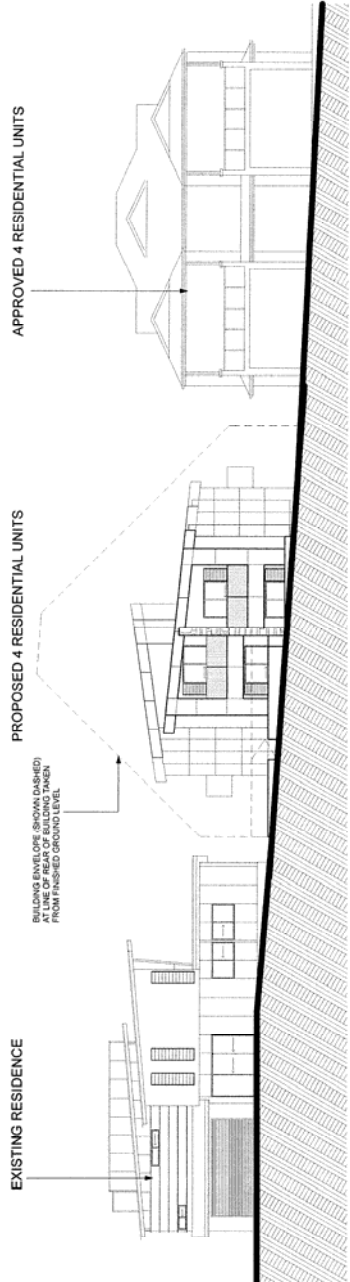 EXISTING RESIDENCE
BUILDING ENVELOPE (SHOWN DASHED)
AT LINE OF REAR OF BUILDING TAKEN
FROM FINISHED GROUND LEVEL
PROPOSED 4 RESIDENTIAL UNITS
APPROVED 4 RESIDENTIAL UNITS